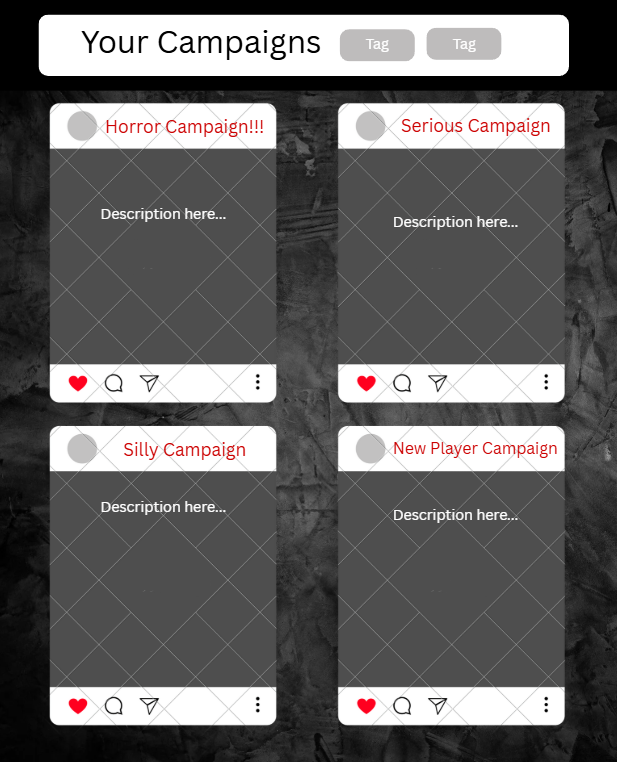 Your Campaigns Tag Tag
Horror Campaign!!! Serious Campaign
Description here... Description here...
Silly Campaign New Player Campaign
Description here... Description here...